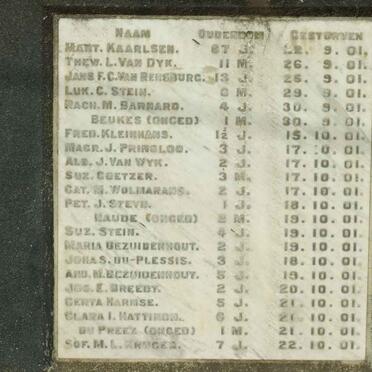 NAAM OUDERDOM GESTORVEN
MART. KAARLSEN. 67 J. 22. 9. 01.
THEW. L. VAN DYK. 11 M. 26. 9. 01.
JANS F. C. VAN RENSBURG. 13 J. 26. 9. 01.
LUK. C. STEIN. 6 M. 29. 9. 01.
RACH. M. BARNARD. 4 J. 30. 9. 01.
BEUKES (ONGED) 1 M. 30. 9. 01.
FRED. KLEINHANS. 1½ J. 15. 10. 01.
MAGR. J. PRINSLOO. 3 J. 17. 10. 01.
ALB. J. VAN WYK. 2 J. 17. 10. 01.
SUZ. COETZER. 3 M. 17. 10. 01.
CAT. M. WOLMARANS. 2 J. 17. 10. 01.
PET. J. STEYN. 1 J. 18. 10. 01.
NAUDE (ONGED) 2 M. 19. 10. 01.
SUZ. STEIN. 4 J. 19. 10. 01.
MARIA BEZUIDENHOUT. 2 J. 19. 10. 01.
JOHA S. DU-PLESSIS. 3 J. 18. 10. 01.
AND. M. BEZUIDENHOUT. 5 J. 19. 10. 01.
JOS. E. BREEDT. 2 J. 20. 10. 01.
GERTA HARMSE. 5 J. 21. 10. 01.
CLARA I. HATTINGH. 6 J. 21. 10. 01.
DU PREEZ (ONGED) 1 M. 21. 10. 01.
SOF. M. L. KRUGER. 7 J. 22. 10. 01.